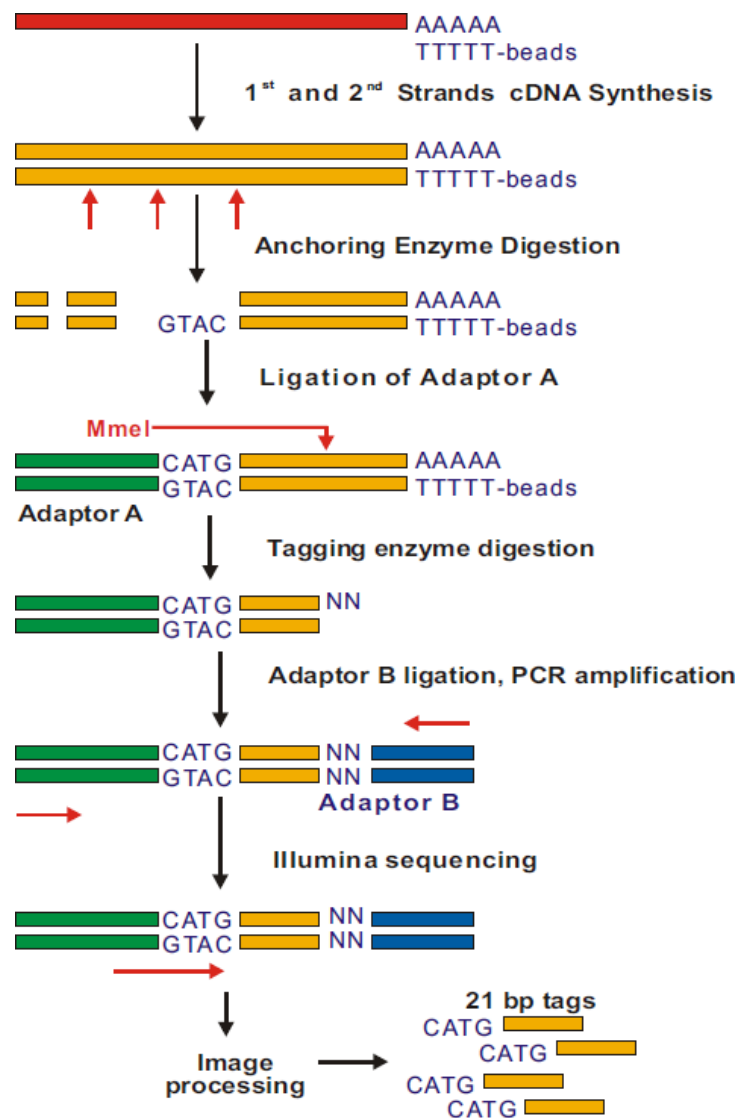 AAAAA
TTTTT-beads
1st and 2nd Strands cDNA Synthesis
AAAAA
TTTTT-beads
Anchoring Enzyme Digestion
AAAAA
GTAC TTTTT-beads
Ligation of Adaptor A
MmeI
CATG AAAAA
GTAC TTTTT-beads
Adaptor A
Tagging enzyme digestion
CATG NN
GTAC
Adaptor B ligation, PCR amplification
CATG NN
GTAC NN
Adaptor B
Illumina sequencing
CATG NN
GTAC NN
21 bp tags
CATG
CATG
Image
processing
CATG
CATG